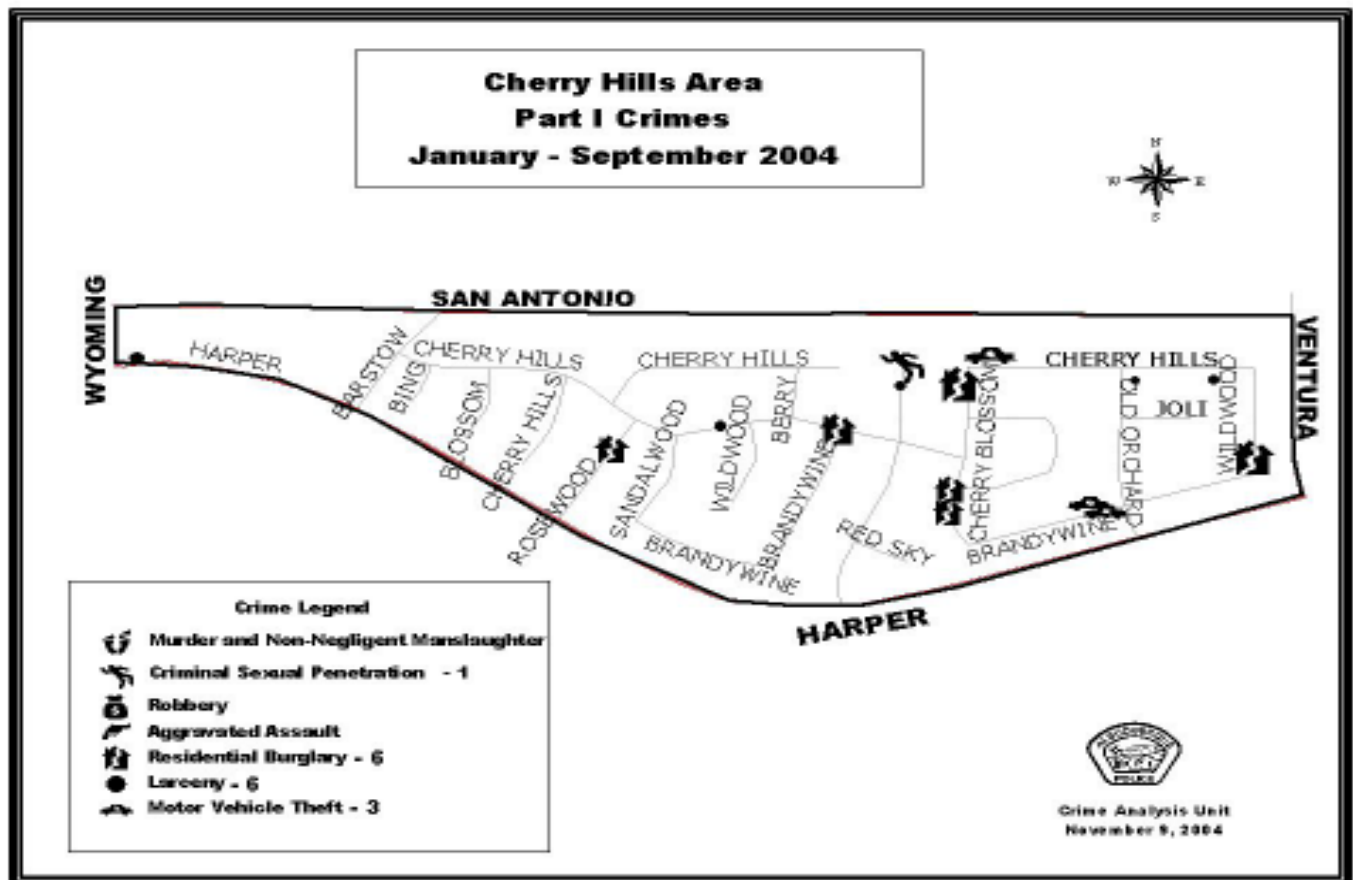 Cherry Hills Area
Part I Crimes
January - September 2004
N
W E
S
WYOMING
SAN ANTONIO
VENTURA
HARPER
BARSTOW
CHERRY HILLS
CHERRY HILLS
CHERRY HILLS
BING
BLOSSOM
CHERRY HILLS
ROSEWOOD
SANDALWOOD
WILDWOOD
BERRY
BRANDYWINE
BRANDYWINE
RED SKY
CHERRY BLOSSOM
BRANDYWINE
OLD ORCHARD
JOLI
WILDWOOD
HARPER
Crime Legend
Murder and Non-Negligent Manslaughter
Criminal Sexual Penetration - 1
Robbery
Aggravated Assault
Residential Burglary - 6
Larceny - 6
Motor Vehicle Theft - 3
POLICE
Crime Analysis Unit
November 9, 2004